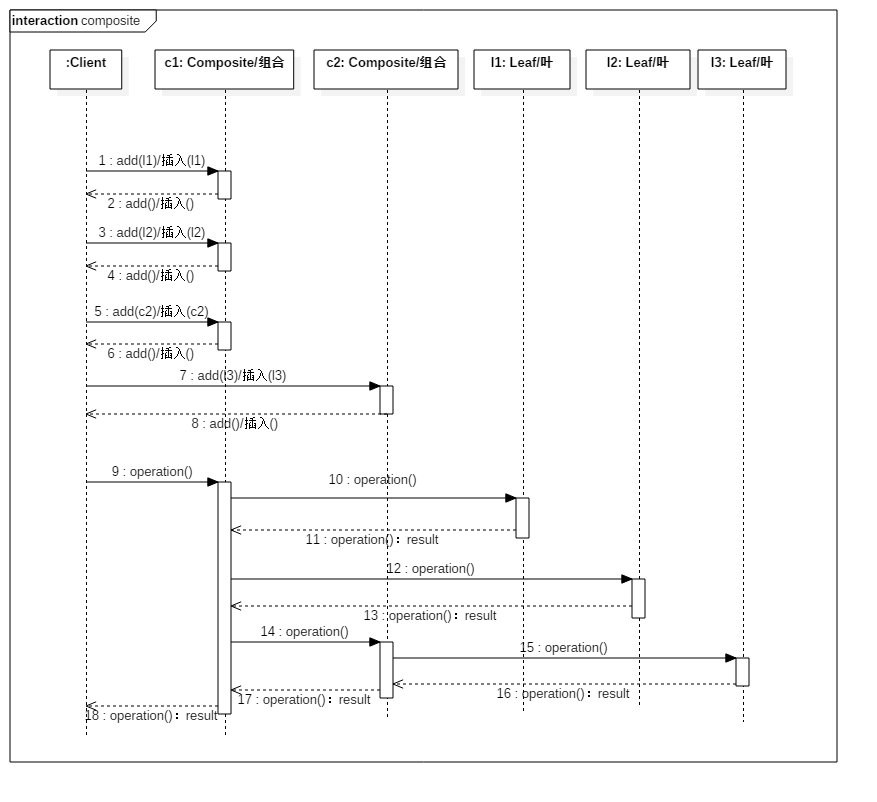 interaction composite
:Client
c1: Composite/组合
c2: Composite/组合
l1: Leaf/叶
l2: Leaf/叶
l3: Leaf/叶
1 : add(l1)/插入(l1)
2 : add()/插入()
3 : add(l2)/插入(l2)
4 : add()/插入()
5 : add(c2)/插入(c2)
6 : add()/插入()
7 : add(l3)/插入(l3)
8 : add()/插入()
9 : operation()
10 : operation()
11 : operation()：result
12 : operation()
13 : operation()：result
14 : operation()
15 : operation()
16 : operation()：result
17 : operation()：result
18 : operation()：result